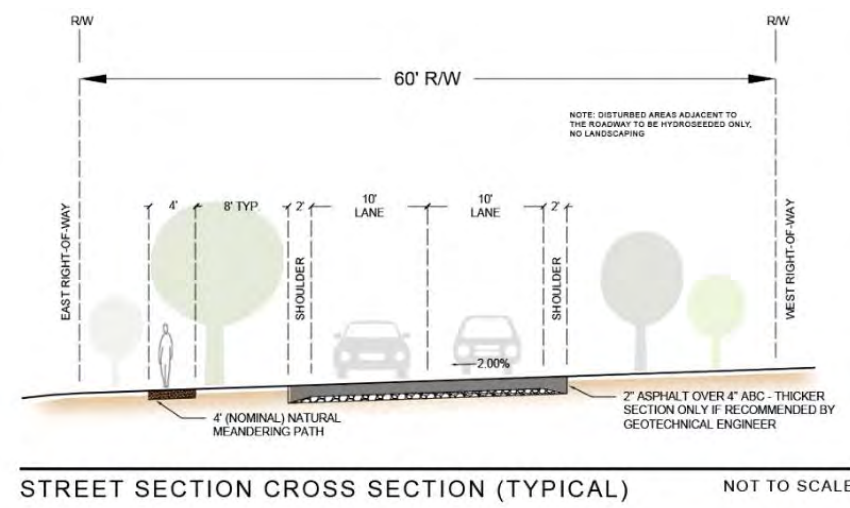 R/W
R/W
60' R/W
NOTE: DISTURBED AREAS ADJACENT TO
THE ROADWAY TO BE HYDROSEEDED ONLY,
NO LANDSCAPING
EAST RIGHT-OF-WAY
4'
8' TYP.
2'
SHOULDER
10'
LANE
10'
LANE
2'
SHOULDER
WEST RIGHT-OF-WAY
2.00%
4' (NOMINAL) NATURAL
MEANDERING PATH
2" ASPHALT OVER 4" ABC - THICKER
SECTION ONLY IF RECOMMENDED BY
GEOTECHNICAL ENGINEER
STREET SECTION CROSS SECTION (TYPICAL)
NOT TO SCALE